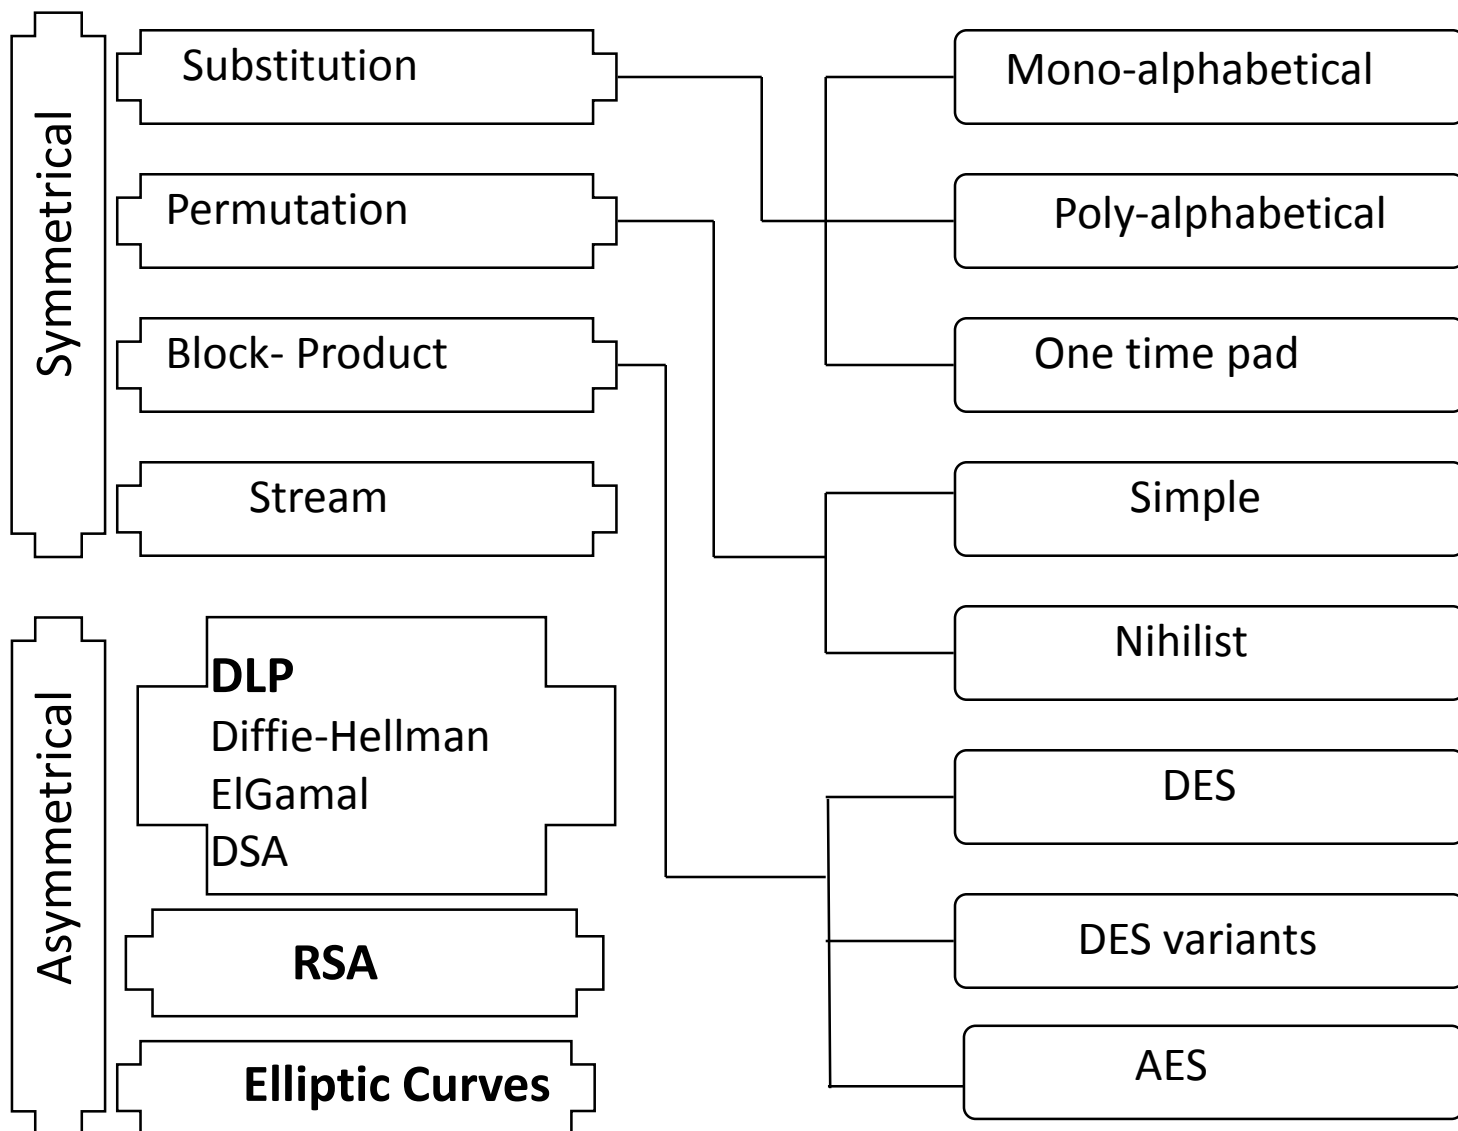 Symmetrical
Substitution
Permutation
Block- Product
Stream
Mono-alphabetical
Poly-alphabetical
One time pad
Simple
Nihilist
DES
DES variants
AES
Asymmetrical
DLP
Diffie-Hellman
ElGamal
DSA
RSA
Elliptic Curves